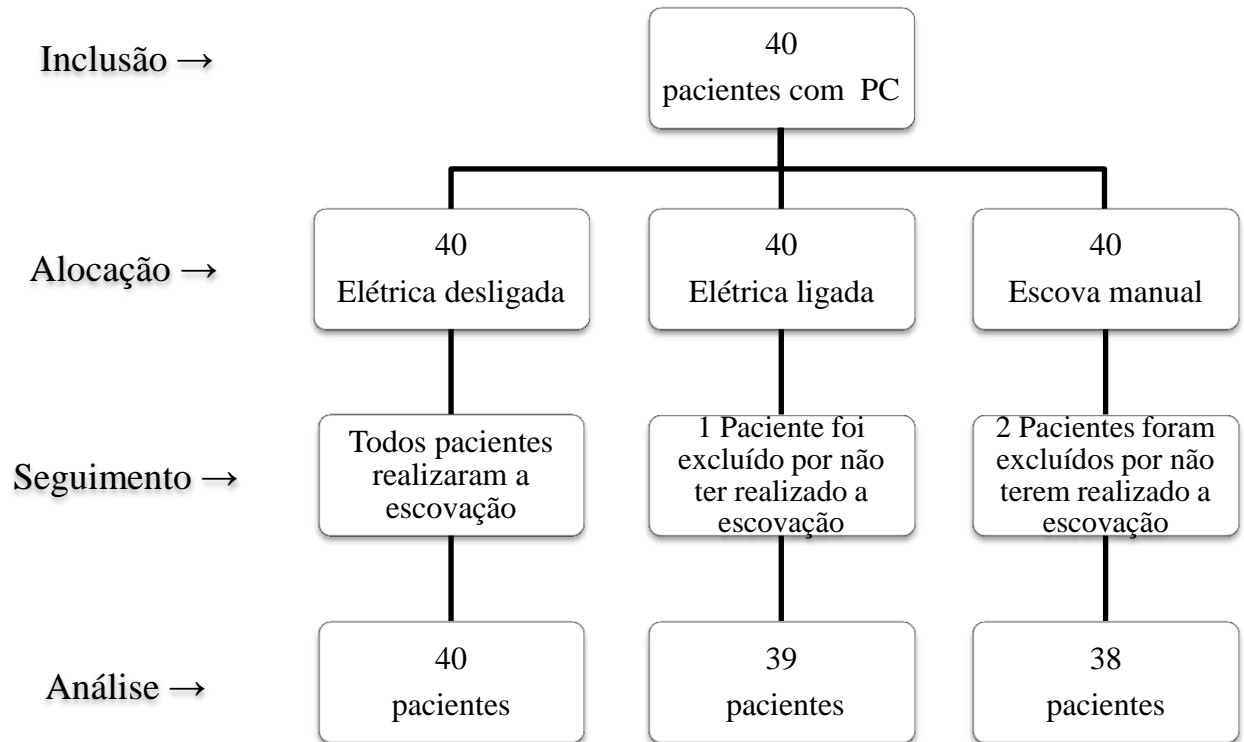 Inclusão →
40
pacientes com PC
Alocação →
40
Elétrica desligada
40
Elétrica ligada
40
Escova manual
Seguimento →
Todos pacientes
realizaram a
escovação
1 Paciente foi
excluído por não
ter realizado a
escovação
2 Pacientes foram
excluídos por não
terem realizado a
escovação
Análise →
40
pacientes
39
pacientes
38
pacientes